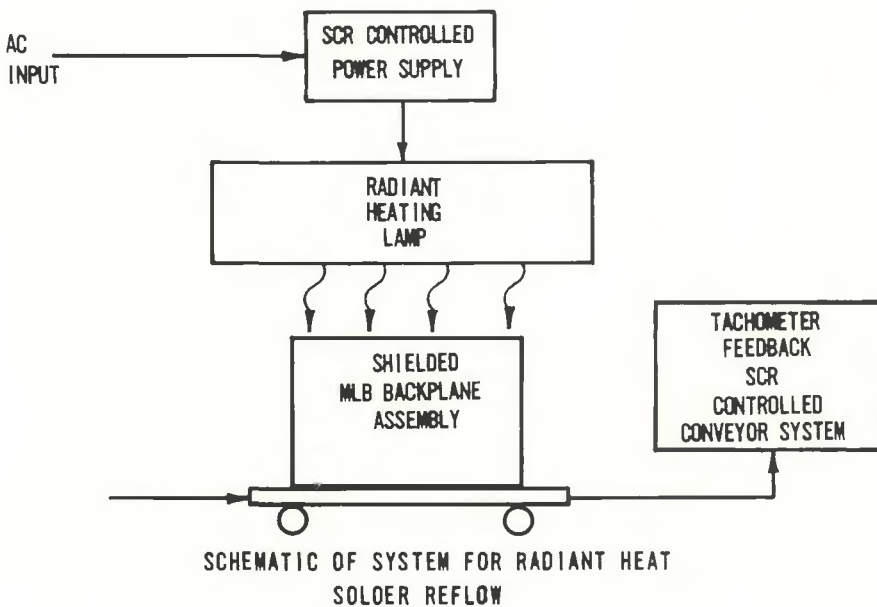 AC
INPUT
SCR CONTROLLED
POWER SUPPLY
RADIANT
HEATING
LAMP
SHIELDED
MLB BACKPLANE
ASSEMBLY
TACHOMETER
FEEDBACK
SCR
CONTROLLED
CONVEYOR SYSTEM
SCHEMATIC OF SYSTEM FOR RADIANT HEAT
SOLOER REFLOW